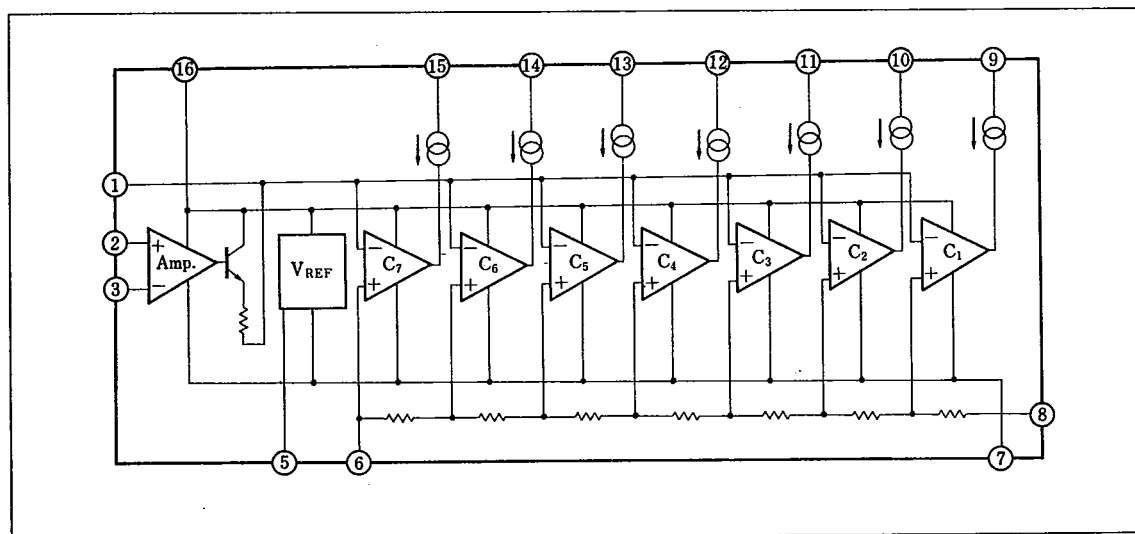 16 15 14 13 12 11 10 9
1
2 + Amp.
3 −
VREF
− + C7
− + C6
− + C5
− + C4
− + C3
− + C2
− + C1
8
5 6 7